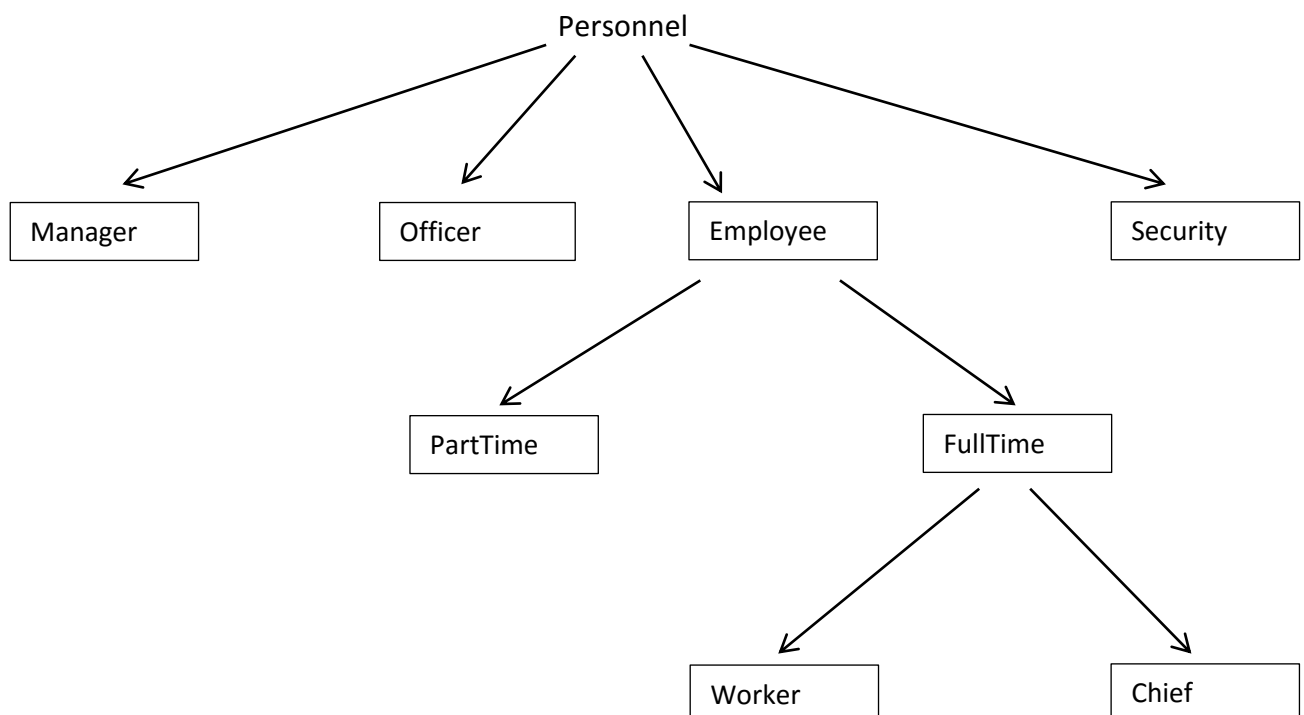 Personnel
Manager
Officer
Employee
Security
PartTime
FullTime
Worker
Chief